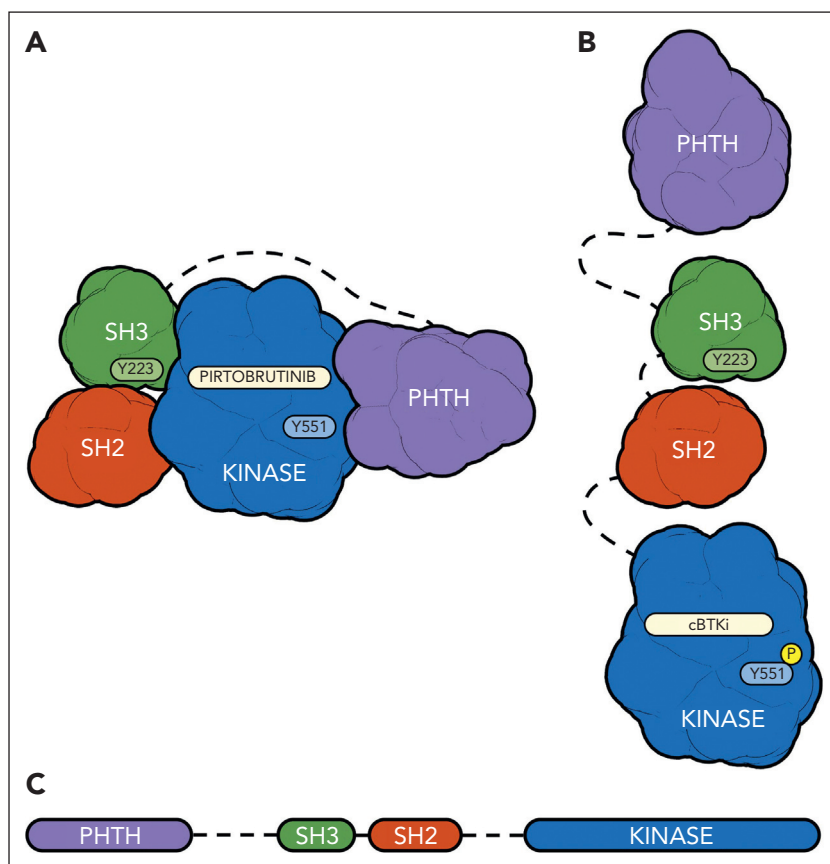 A
B
PHTH
SH3
Y223
SH2
PIRTOBRUTINIB
Y551
KINASE
PHTH
SH3
Y223
SH2
cBTKi
P
Y551
KINASE
C
PHTH SH3 SH2 KINASE